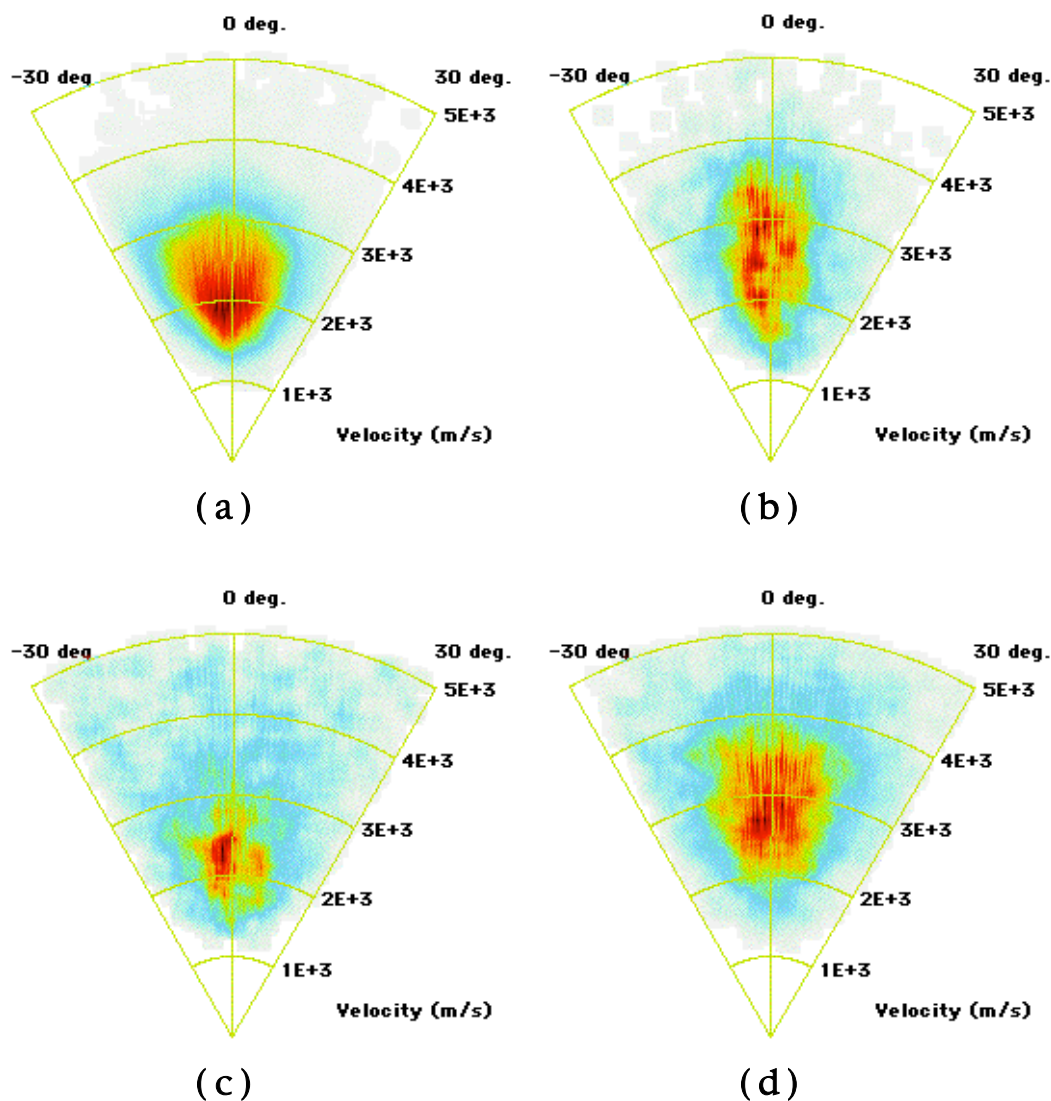 0 deg.
-30 deg
30 deg.
5E+3
4E+3
3E+3
2E+3
1E+3
Velocity (m/s)
(a)
0 deg.
-30 deg
30 deg.
5E+3
4E+3
3E+3
2E+3
1E+3
Velocity (m/s)
(b)
0 deg.
-30 deg
30 deg.
5E+3
4E+3
3E+3
2E+3
1E+3
Velocity (m/s)
(c)
0 deg.
-30 deg
30 deg.
5E+3
4E+3
3E+3
2E+3
1E+3
Velocity (m/s)
(d)